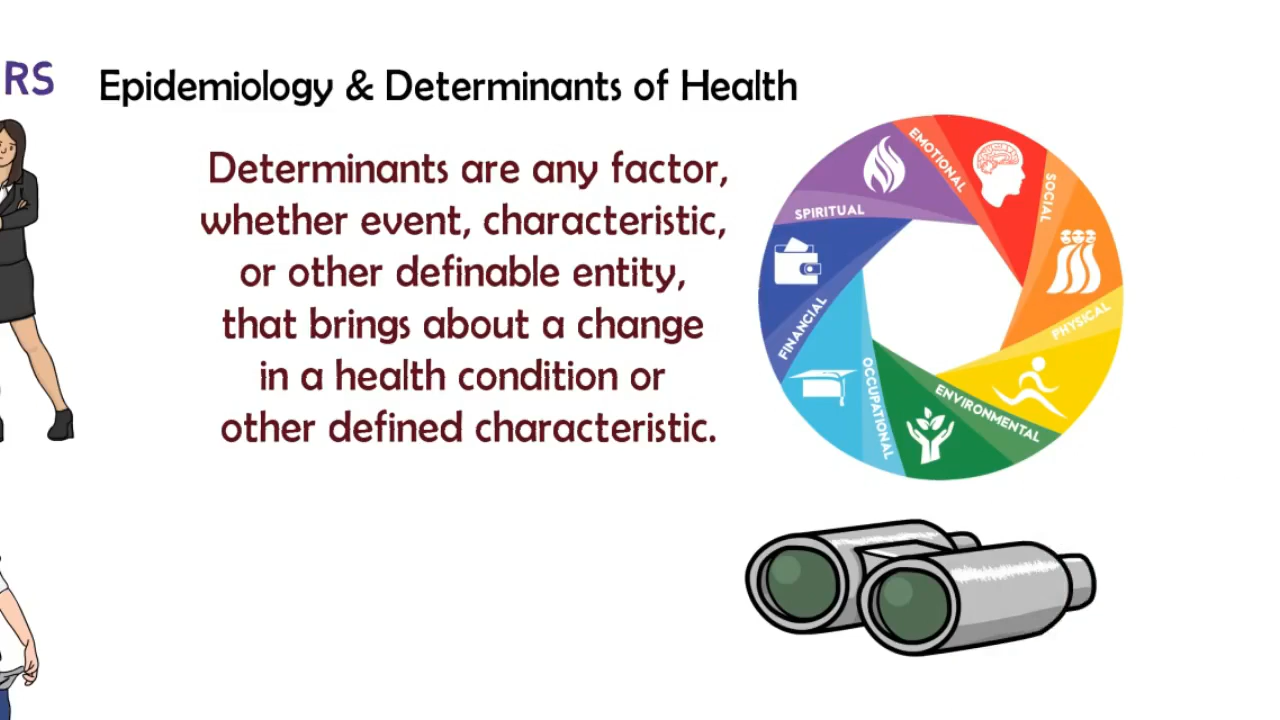 RS
Epidemiology & Determinants of Health
Determinants are any factor,
whether event, characteristic,
or other definable entity,
that brings about a change
in a health condition or
other defined characteristic.
EMOTIONAL
SOCIAL
SPIRITUAL
PHYSICAL
FINANCIAL
OCCUPATIONAL
ENVIRONMENTAL